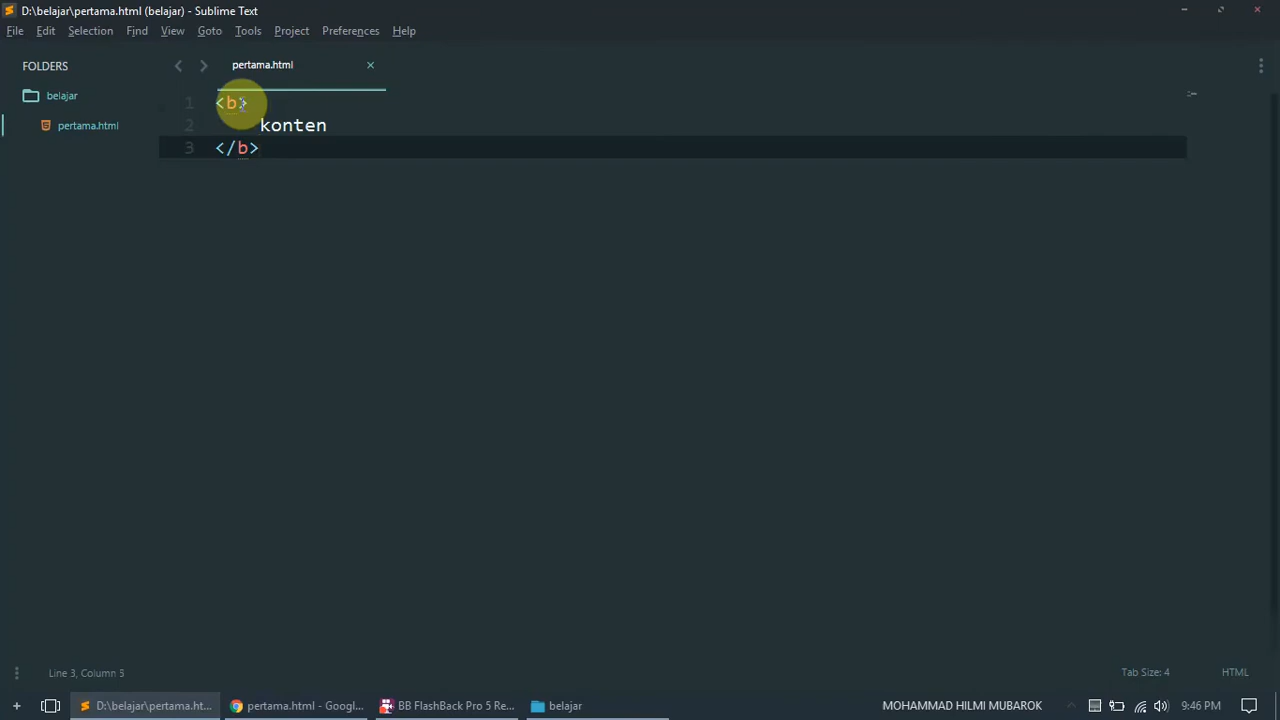 D:\belajar\pertama.html (belajar) - Sublime Text
File Edit Selection Find View Goto Tools Project Preferences Help
FOLDERS
belajar
pertama.html
pertama.html
1 <b>
2 konten
3 </b>
Line 3, Column 5
Tab Size: 4
HTML
D:\belajar\pertama.ht...
pertama.html - Googl...
BB FlashBack Pro 5 Re...
belajar
MOHAMMAD HILMI MUBAROK
9:46 PM